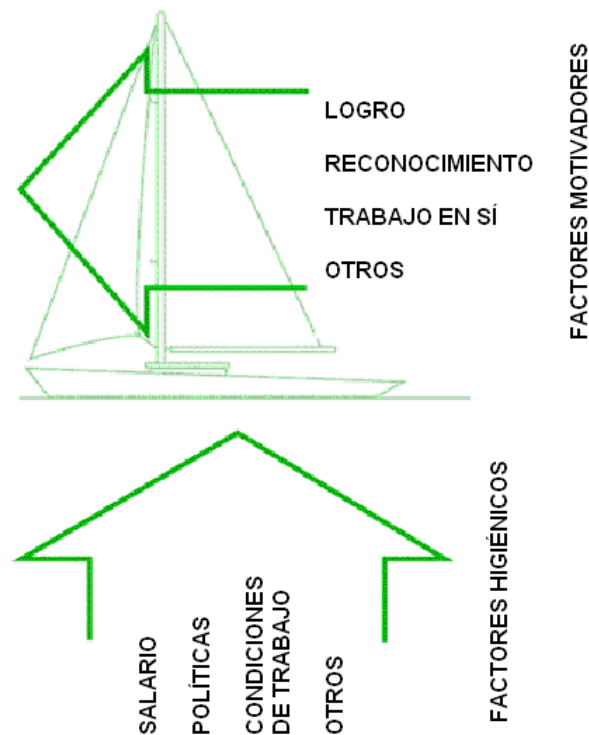 LOGRO
RECONOCIMIENTO
TRABAJO EN SÍ
OTROS
FACTORES MOTIVADORES
SALARIO
POLÍTICAS
CONDICIONES
DE TRABAJO
OTROS
FACTORES HIGIÉNICOS